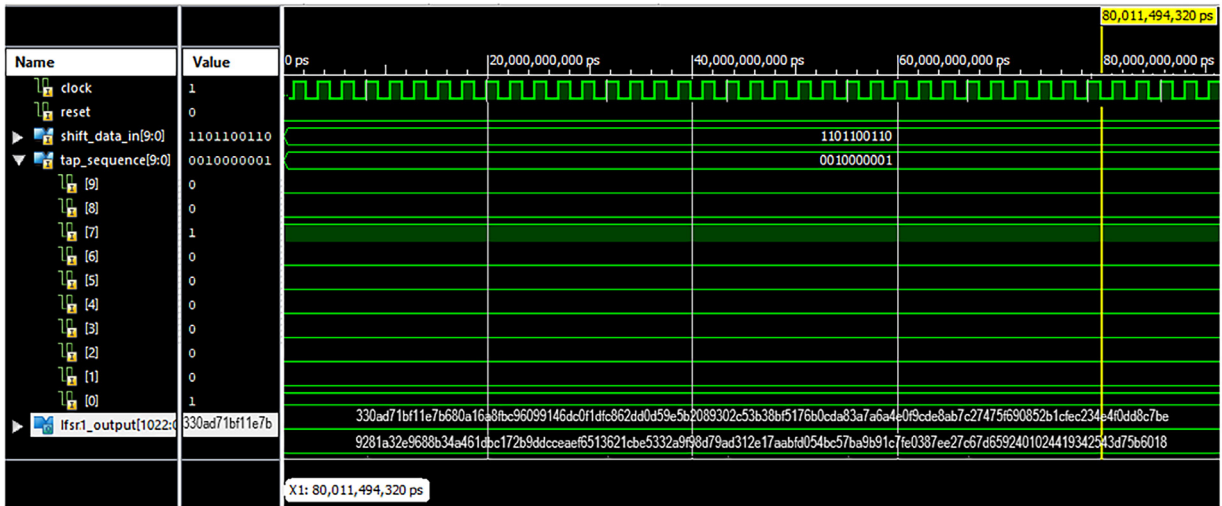 80,011,494,320 ps
Name Value 0 ps 20,000,000,000 ps 40,000,000,000 ps 60,000,000,000 ps 80,000,000,000 ps
clock 1
reset 0
shift_data_in[9:0] 1101100110 1101100110
tap_sequence[9:0] 0010000001 0010000001
[9] 0
[8] 0
[7] 1
[6] 0
[5] 0
[4] 0
[3] 0
[2] 0
[1] 0
[0] 1
lfsr1_output[1022:0 330ad71bf11e7b 330ad71bf11e7b680a16a8fbc96099146dc0f1dfc862dd0d59e5b2089302c53b38bf5176b0cda83a7a6a4e0f9cde8ab7c27475f690852b1cfec234e4f0dd8c7be
9281a32e9688b34a461dbc172b9ddcceaef6513621cbe5332a9f98d79ad312e17aabfd054bc57ba9b91c7fe0387ee27c67d659240102441934254​3d75b6018
X1: 80,011,494,320 ps